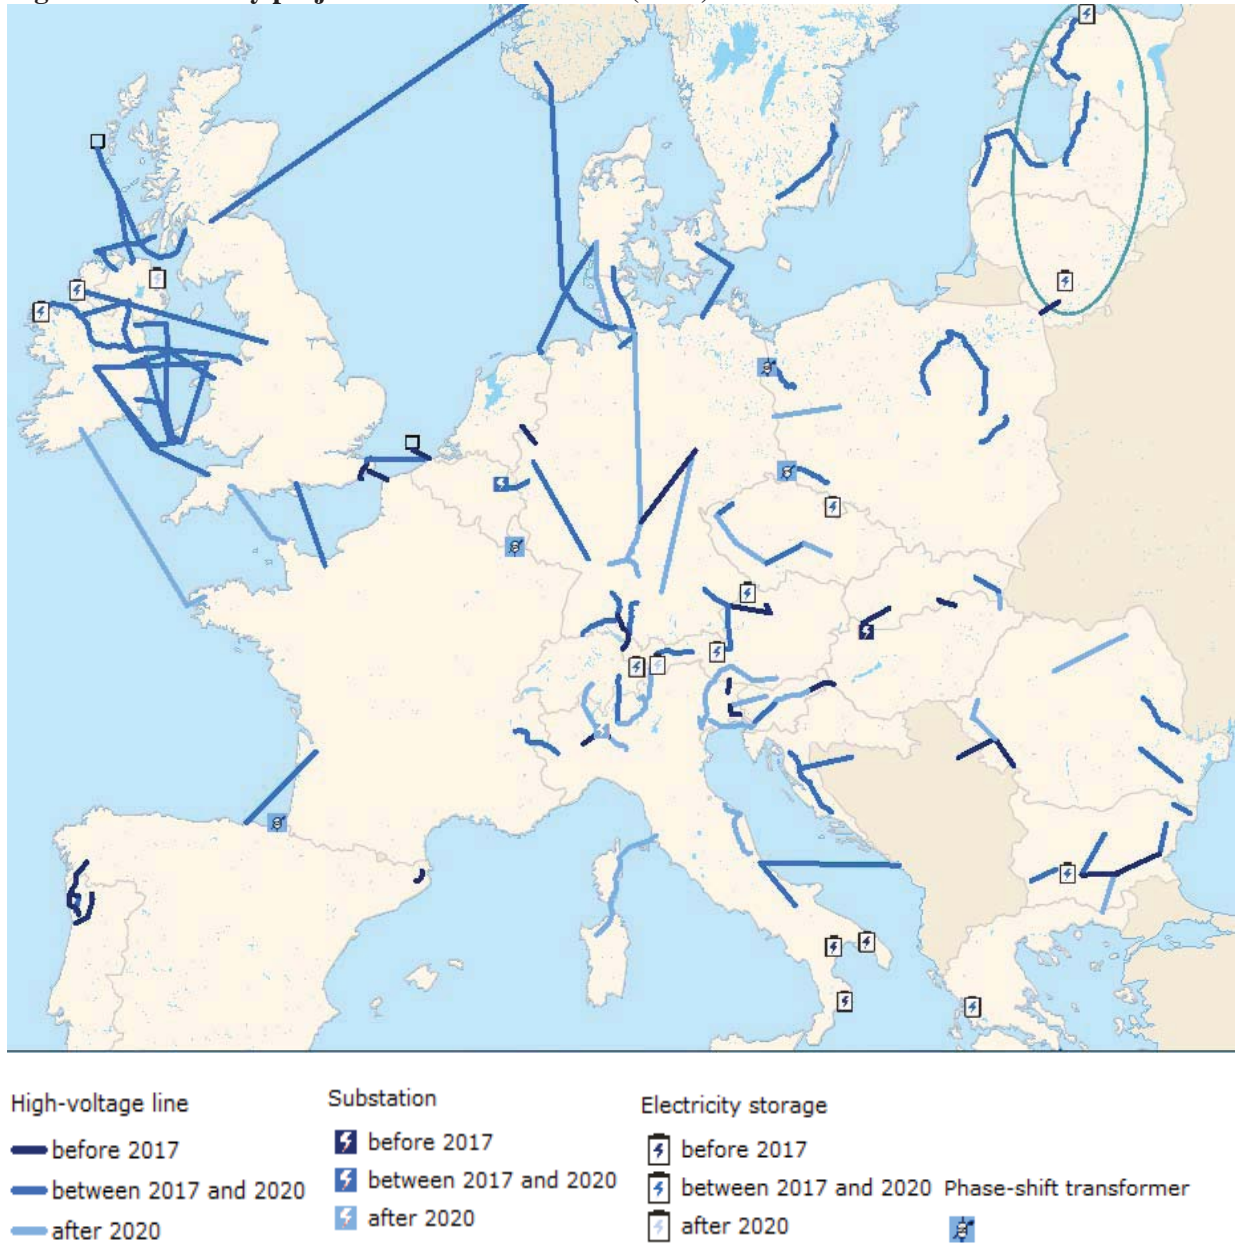 High-voltage line
before 2017
between 2017 and 2020
after 2020
Substation
before 2017
between 2017 and 2020
after 2020
Electricity storage
before 2017
between 2017 and 2020
after 2020
Phase-shift transformer